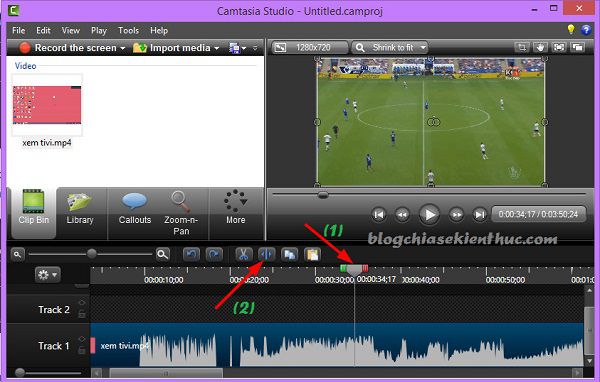 Camtasia Studio - Untitled.camproj
File Edit View Play Tools Help
Record the screen Import media
1280x720 Shrink to fit
Video
xem tivi.mp4
Clip Bin Library Callouts Zoom-n-Pan More
0:00:34;17 / 0:03:50;24
(1)
blogchiasekienthuc.com
(2)
00:00:10;00 00:00:20;00 00:00:30;00 00:00:34;17 00:00:40;00 00:00:50;00
Track 2
Track 1 xem tivi.mp4